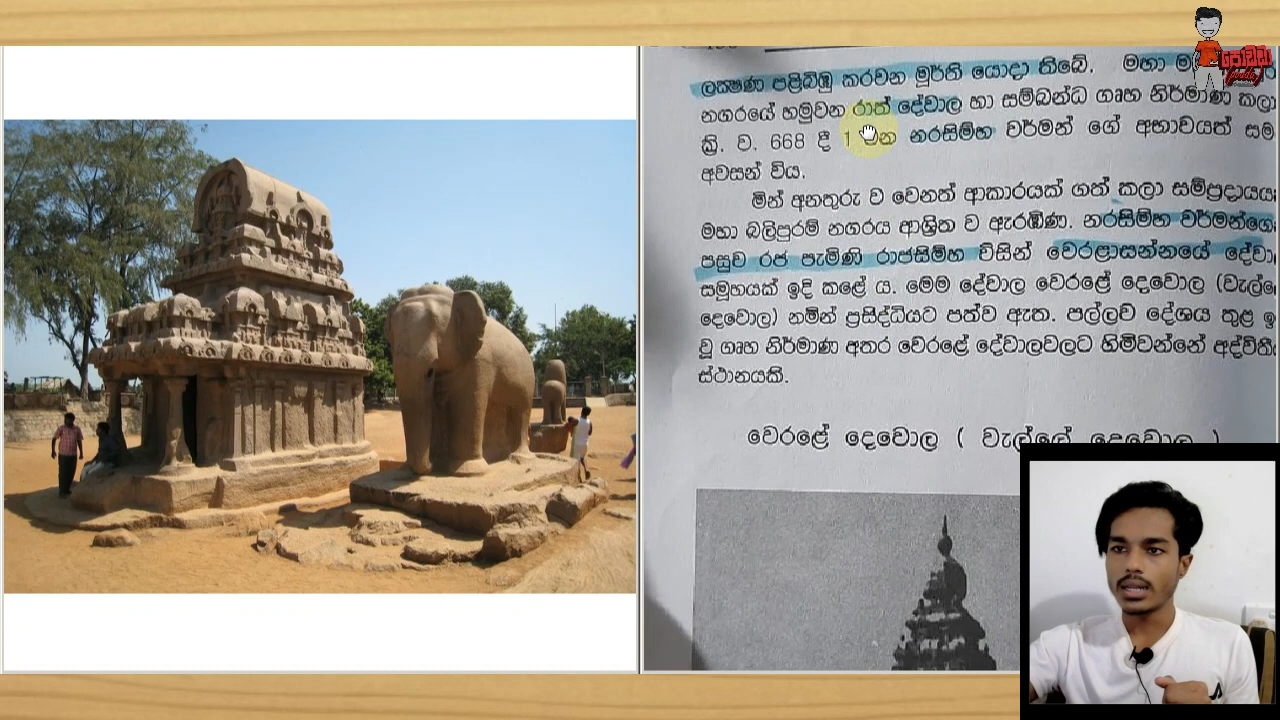 ලක්ෂණ පළිබිඹු කරවන මූර්ති යොදා තිබේ. මහා
නගරයේ හමුවන රාත් දේවාල හා සම්බන්ධ ගෘහ නිර්මාණ කලා
ක්‍රි. ව. 668 දී 1 වන නරසිම්හ වර්මන් ගේ අභාවයත් සම
අවසන් විය.
මින් අනතුරු ව වෙනත් ආකාරයක් ගත් කලා සම්ප්‍රදායය
මහා බලිපුරම් නගරය ආශ්‍රිත ව ඇරඹිණ. නරසිම්හ වර්මන්ගෙ
පසුව රජ පැමිණි රාජසිම්හ විසින් වෙරළාසන්නයේ දේවා
සමූහයක් ඉදි කළේ ය. මෙම දේවාල වෙරළේ දෙවොල (වැල්ලෙ
දෙවොල) නමින් ප්‍රසිද්ධියට පත්ව ඇත. පල්ලව දේශය තුළ ඉ
වූ ගෘහ නිර්මාණ අතර වෙරළේ දේවාලවලට හිමිවන්නේ අද්විතී
ස්ථානයකි.
වෙරළේ දෙවොල ( වැල්ලේ දෙවොල )
පොඩ්ඩා